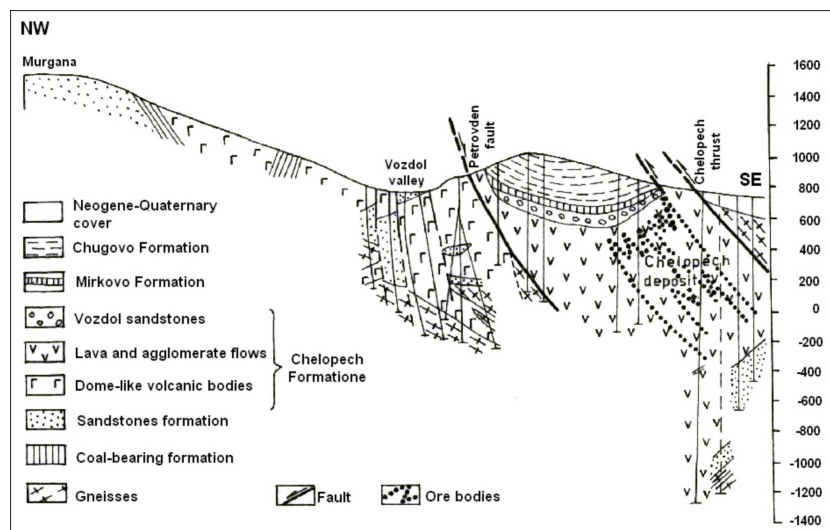 NW
Murgana
Vozdol
valley
Petrovden
fault
Chelopech
thrust
SE
Chelopech
deposit
1600
1400
1200
1000
800
600
400
200
0
-200
-400
-600
800
-1000
-1200
-1400
Neogene-Quaternary
cover
Chugovo Formation
Mirkovo Formation
Vozdol sandstones
Lava and agglomerate flows
Dome-like volcanic bodies
Chelopech
Formatione
Sandstones formation
Coal-bearing formation
Gneisses
Fault
Ore bodies